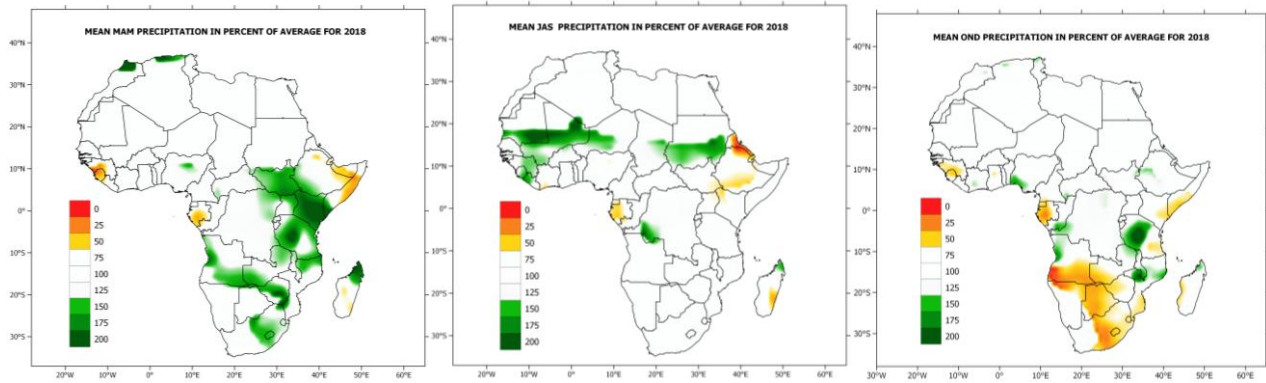 MEAN MAM PRECIPITATION IN PERCENT OF AVERAGE FOR 2018
40°N
30°N
20°N
10°N
0°
10°S
20°S
30°S
0
25
50
75
100
125
150
175
200
20°W
10°W
0°
10°E
20°E
30°E
40°E
50°E
60°E
MEAN JAS PRECIPITATION IN PERCENT OF AVERAGE FOR 2018
40°N
30°N
20°N
10°N
0°
10°S
20°S
30°S
0
25
50
75
100
125
150
175
200
20°W
10°W
0°
10°E
20°E
30°E
40°E
50°E
60°E
MEAN OND PRECIPITATION IN PERCENT OF AVERAGE FOR 2018
40°N
30°N
20°N
10°N
0°
10°S
20°S
30°S
0
25
50
75
100
125
150
175
200
30°W
20°W
10°W
0°
10°E
20°E
30°E
40°E
50°E
60°E